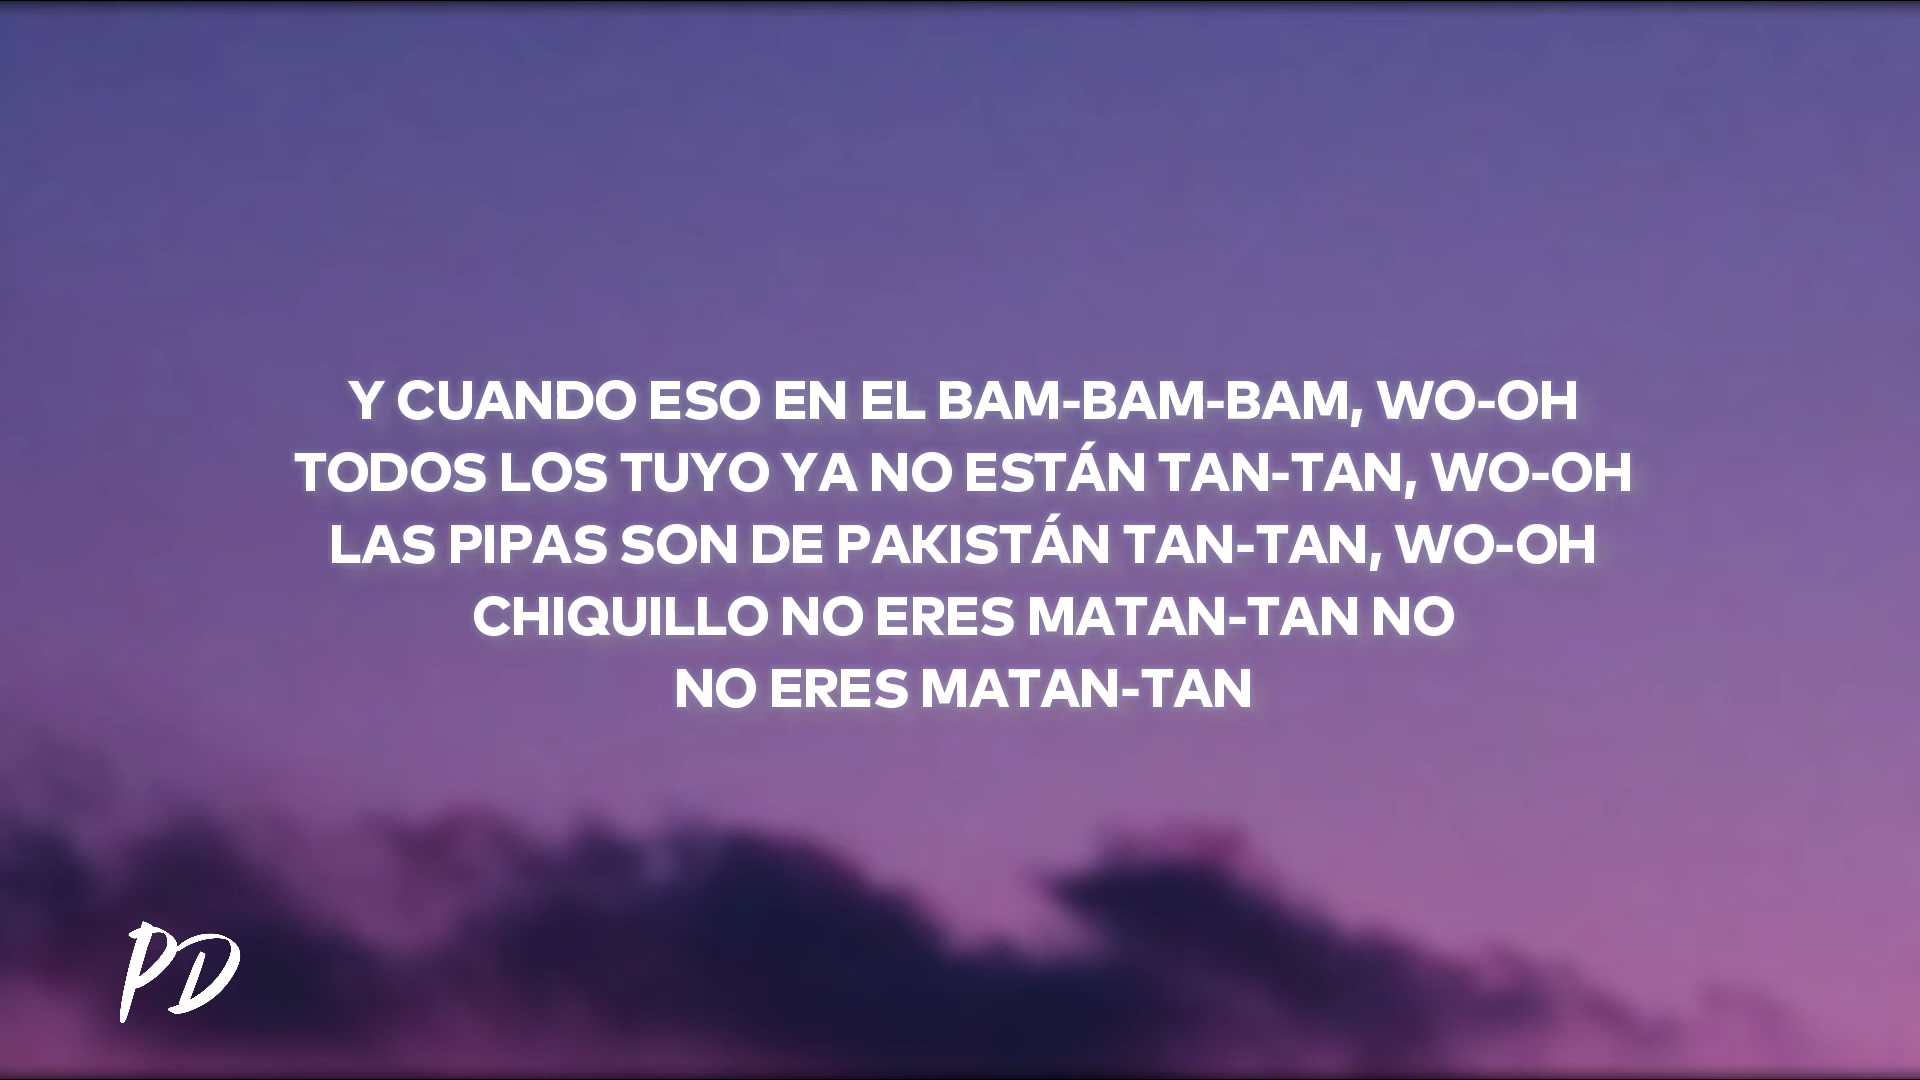 Y CUANDO ESO EN EL BAM-BAM-BAM, WO-OH
TODOS LOS TUYO YA NO ESTÁN TAN-TAN, WO-OH
LAS PIPAS SON DE PAKISTÁN TAN-TAN, WO-OH
CHIQUILLO NO ERES MATAN-TAN NO
NO ERES MATAN-TAN
PD